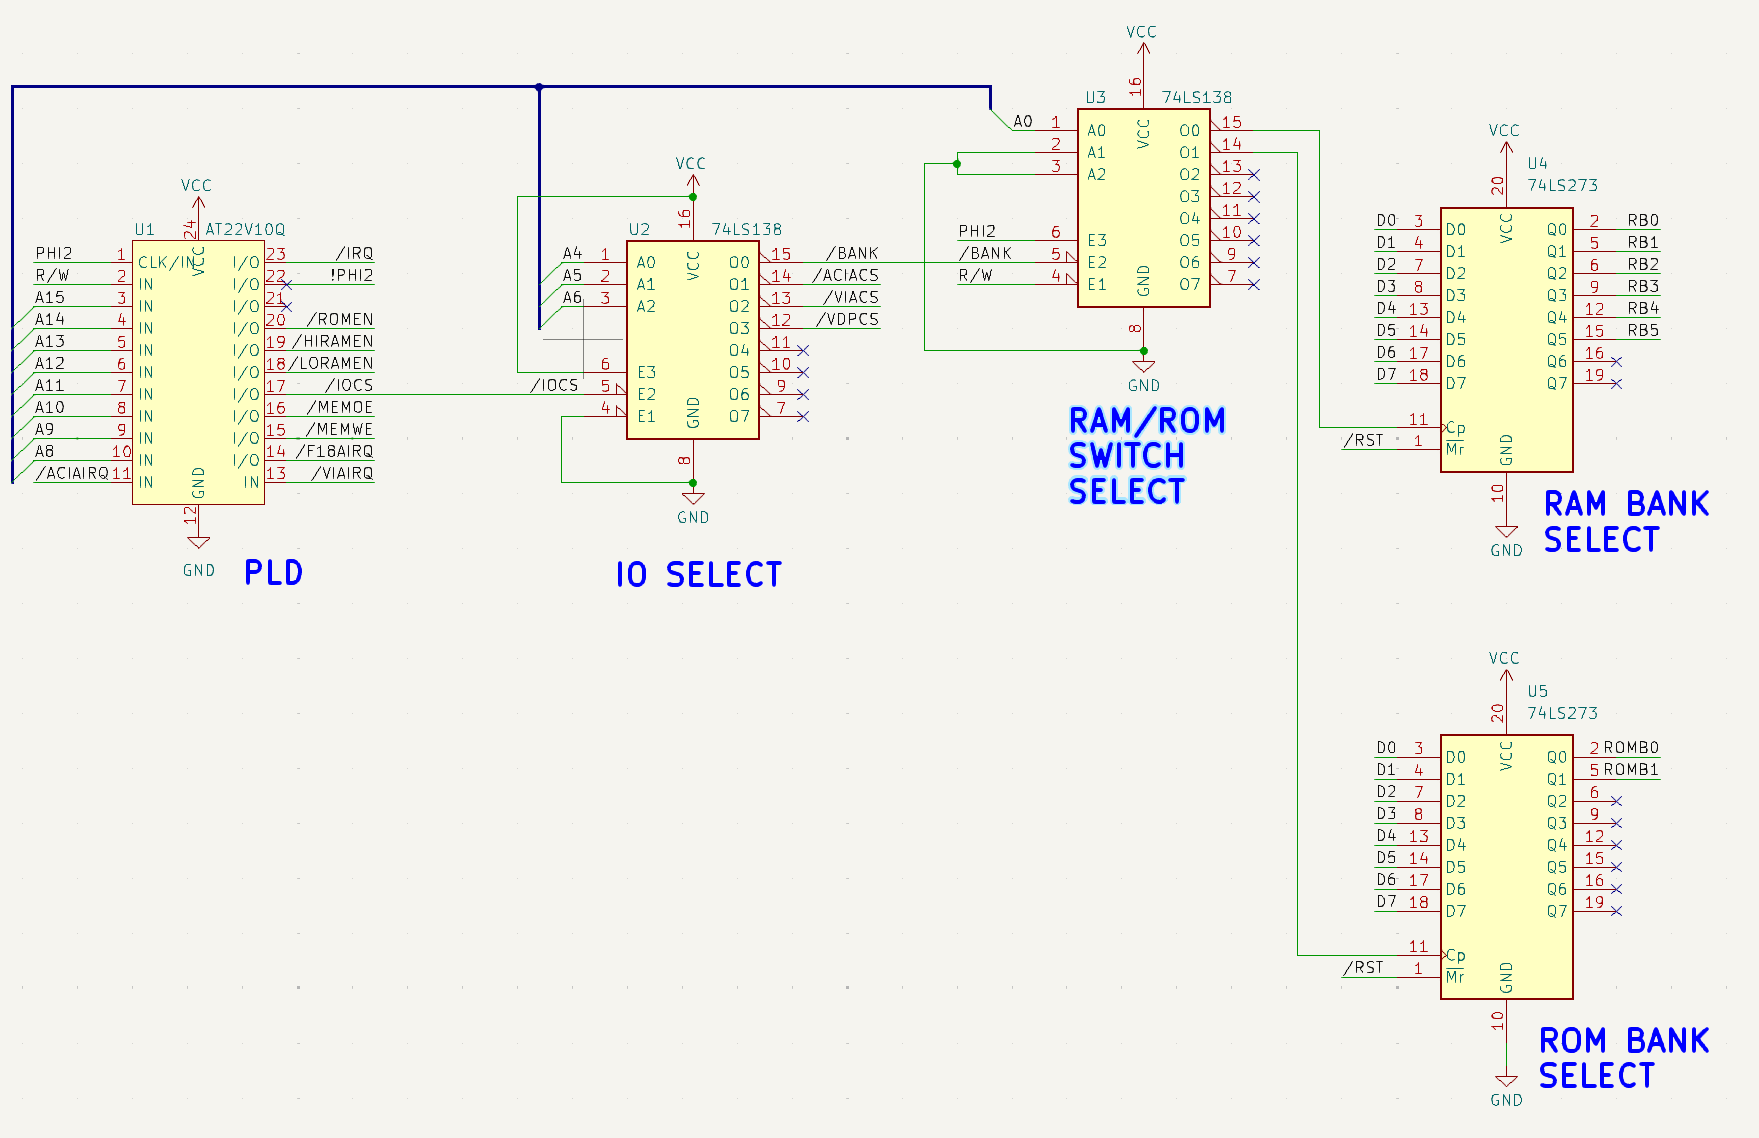 VCC
U1
AT22V10Q
24
PHI2 1 CLK/IN VCC I/O 23 /IRQ
R/W 2 IN I/O 22 !PHI2
A15 3 IN I/O 21
A14 4 IN I/O 20 /ROMEN
A13 5 IN I/O 19 /HIRAMEN
A12 6 IN I/O 18 /LORAMEN
A11 7 IN I/O 17 /IOCS
A10 8 IN I/O 16 /MEMOE
A9 9 IN I/O 15 /MEMWE
A8 10 IN I/O 14 /F18AIRQ
/ACIAIRQ 11 IN GND IN 13 /VIAIRQ
12
GND
PLD
VCC
16
U2
74LS138
A4 1 A0 VCC O0 15 /BANK
A5 2 A1 O1 14 /ACIACS
A6 3 A2 O2 13 /VIACS
O3 12 /VDPCS
O4 11
6 E3 O5 10
/IOCS 5 E2 O6 9
4 E1 GND O7 7
8
GND
IO SELECT
VCC
16
U3
74LS138
A0 1 A0 VCC O0 15
2 A1 O1 14
3 A2 O2 13
O3 12
O4 11
PHI2 6 E3 O5 10
/BANK 5 E2 O6 9
R/W 4 E1 GND O7 7
8
GND
RAM/ROM
SWITCH
SELECT
VCC
U4
74LS273
20
D0 3 D0 VCC Q0 2 RB0
D1 4 D1 Q1 5 RB1
D2 7 D2 Q2 6 RB2
D3 8 D3 Q3 9 RB3
D4 13 D4 Q4 12 RB4
D5 14 D5 Q5 15 RB5
D6 17 D6 Q6 16
D7 18 D7 Q7 19
11 Cp
/RST 1 Mr GND
10
GND
RAM BANK
SELECT
VCC
U5
74LS273
20
D0 3 D0 VCC Q0 2 ROMB0
D1 4 D1 Q1 5 ROMB1
D2 7 D2 Q2 6
D3 8 D3 Q3 9
D4 13 D4 Q4 12
D5 14 D5 Q5 15
D6 17 D6 Q6 16
D7 18 D7 Q7 19
11 Cp
/RST 1 Mr GND
10
GND
ROM BANK
SELECT